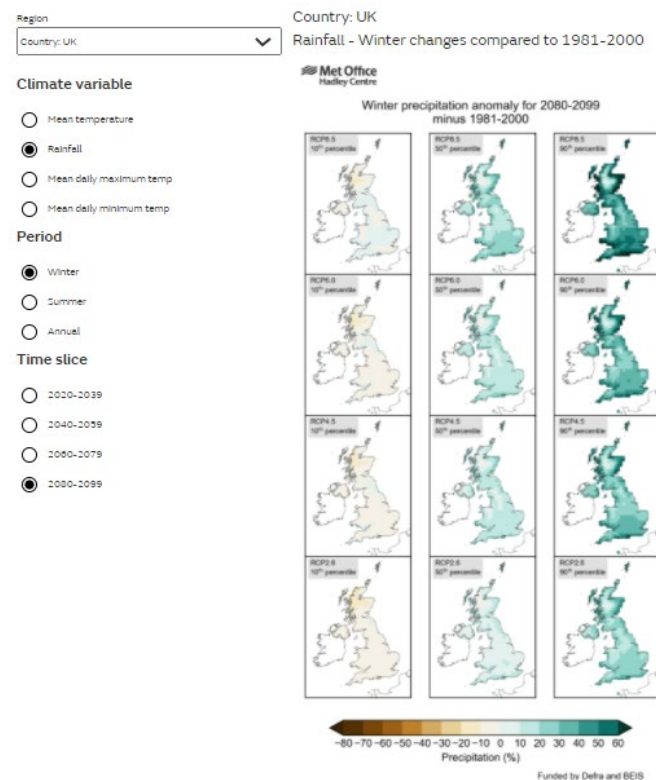 Region
Country: UK
Climate variable
Mean temperature
Rainfall
Mean daily maximum temp
Mean daily minimum temp
Period
Winter
Summer
Annual
Time slice
2020-2039
2040-2059
2060-2079
2080-2099
Country: UK
Rainfall - Winter changes compared to 1981-2000
Met Office
Hadley Centre
Winter precipitation anomaly for 2080-2099
minus 1981-2000
RCP8.5
10th percentile
RCP8.5
50th percentile
RCP8.5
90th percentile
RCP6.0
10th percentile
RCP6.0
50th percentile
RCP6.0
90th percentile
RCP4.5
10th percentile
RCP4.5
50th percentile
RCP4.5
90th percentile
RCP2.6
10th percentile
RCP2.6
50th percentile
RCP2.6
90th percentile
-80 -70 -60 -50 -40 -30 -20 -10 0 10 20 30 40 50 60
Precipitation (%)
Funded by Defra and BEIS